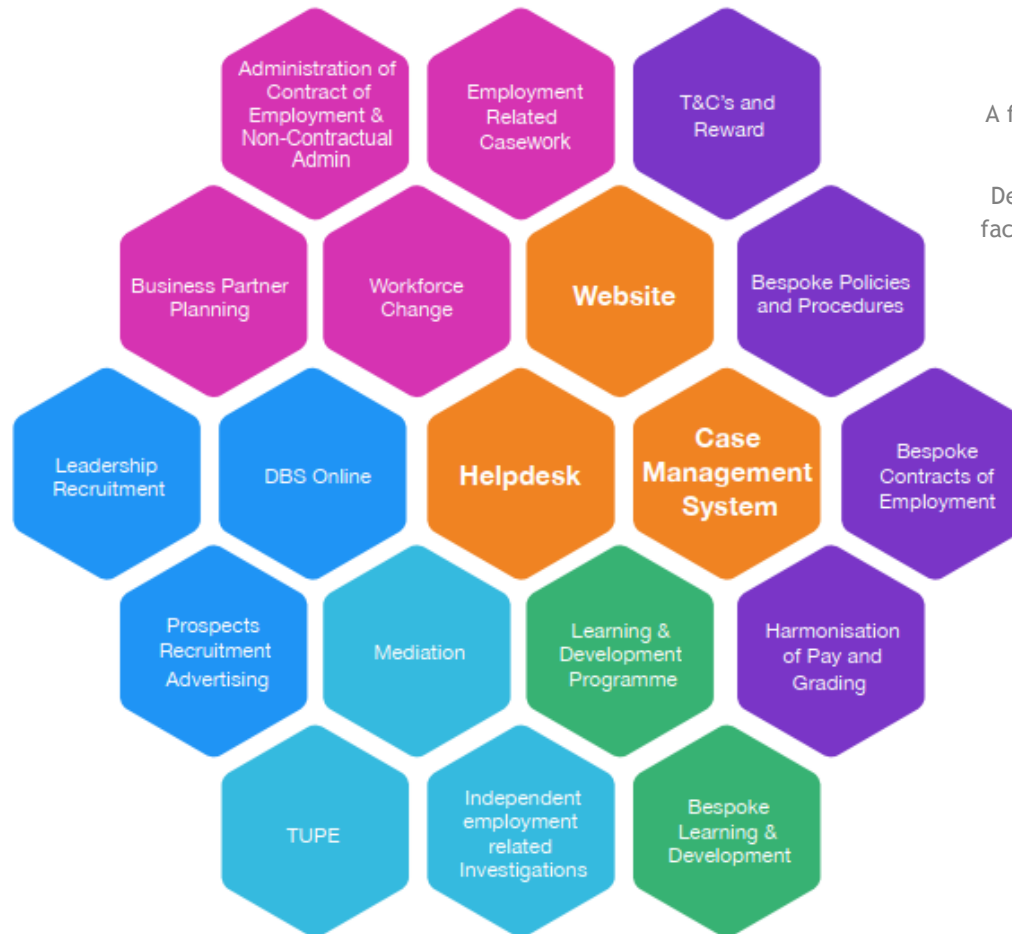 Administration of
Contract of
Employment &
Non-Contractual
Admin
Employment
Related
Casework
T&C's and
Reward
A f
De
fac
Business Partner
Planning
Workforce
Change
Website
Bespoke Policies
and Procedures
Leadership
Recruitment
DBS Online
Helpdesk
Case
Management
System
Bespoke
Contracts of
Employment
Prospects
Recruitment
Advertising
Mediation
Learning &
Development
Programme
Harmonisation
of Pay and
Grading
TUPE
Independent
employment
related
Investigations
Bespoke
Learning &
Development